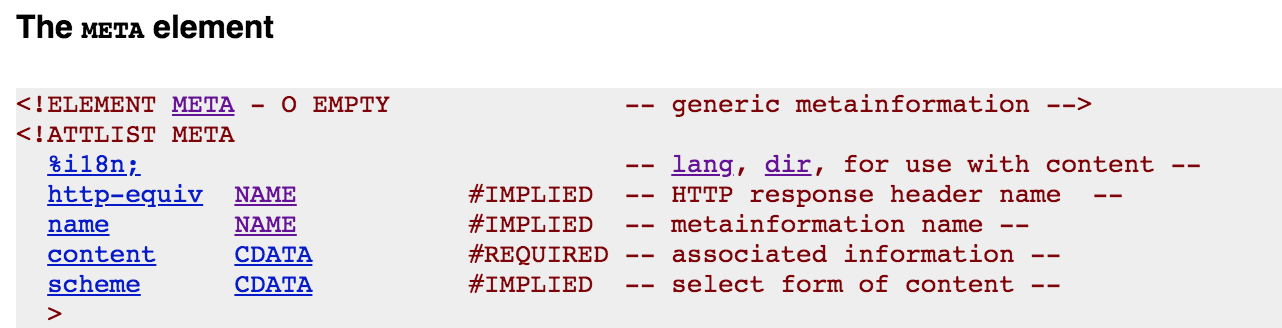 The META element
<!ELEMENT META - O EMPTY               -- generic metainformation -->
<!ATTLIST META
  %i18n;                               -- lang, dir, for use with content --
  http-equiv  NAME           #IMPLIED  -- HTTP response header name  --
  name        NAME           #IMPLIED  -- metainformation name --
  content     CDATA          #REQUIRED -- associated information --
  scheme      CDATA          #IMPLIED  -- select form of content --
  >